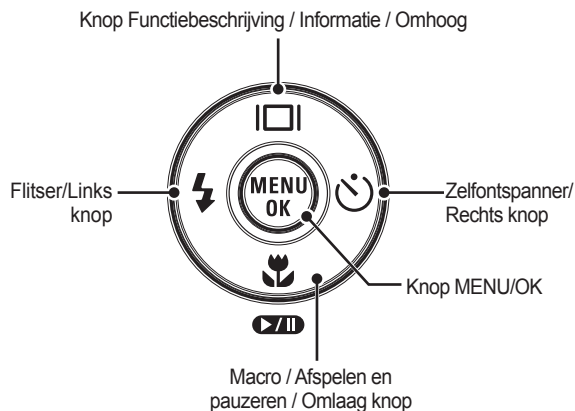 Knop Functiebeschrijving / Informatie / Omhoog
Flitser/Links
knop
MENU
OK
Zelfontspanner/
Rechts knop
Knop MENU/OK
Macro / Afspelen en
pauzeren / Omlaag knop